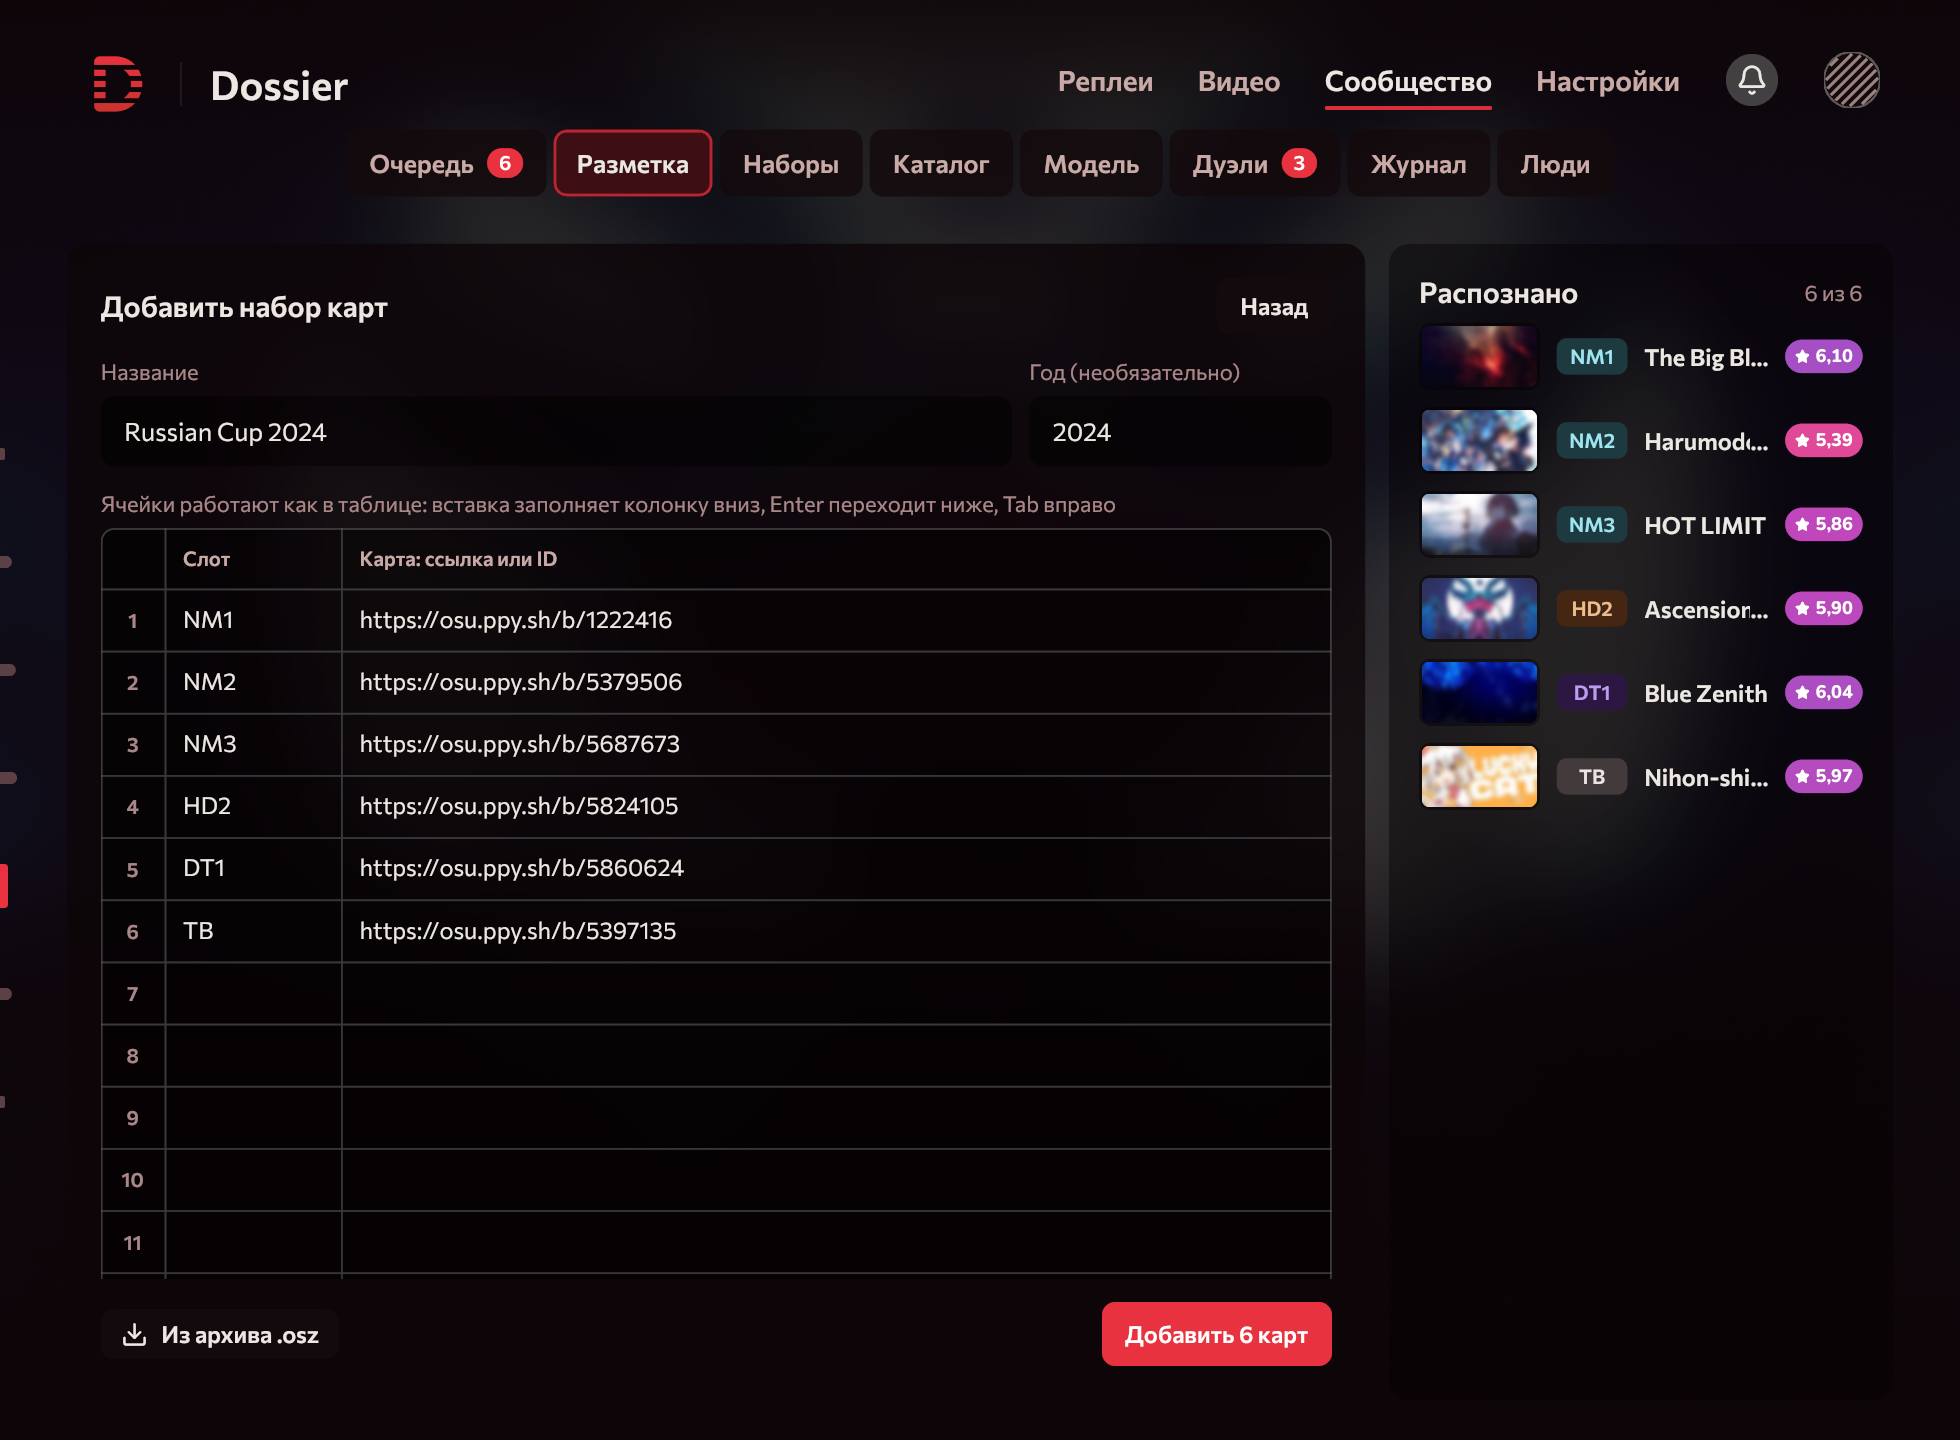 Dossier
Реплеи
Видео
Сообщество
Настройки
Очередь 6
Разметка
Наборы
Каталог
Модель
Дуэли 3
Журнал
Люди
Добавить набор карт
Назад
Название
Год (необязательно)
Russian Cup 2024
2024
Ячейки работают как в таблице: вставка заполняет колонку вниз, Enter переходит ниже, Tab вправо
Слот
Карта: ссылка или ID
1 NM1 https://osu.ppy.sh/b/1222416
2 NM2 https://osu.ppy.sh/b/5379506
3 NM3 https://osu.ppy.sh/b/5687673
4 HD2 https://osu.ppy.sh/b/5824105
5 DT1 https://osu.ppy.sh/b/5860624
6 TB https://osu.ppy.sh/b/5397135
7
8
9
10
11
Из архива .osz
Добавить 6 карт
Распознано
6 из 6
NM1 The Big Bl... 6,10
NM2 Harumod... 5,39
NM3 HOT LIMIT 5,86
HD2 Ascension... 5,90
DT1 Blue Zenith 6,04
TB Nihon-shi... 5,97